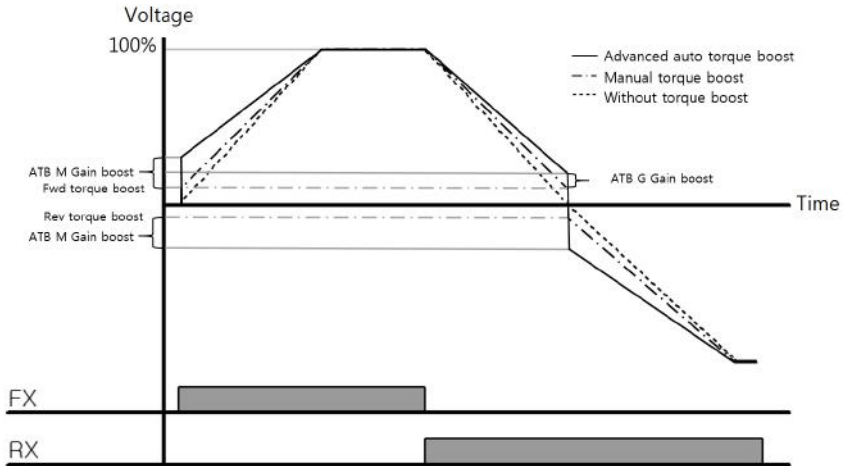 Voltage
100%
Advanced auto torque boost
Manual torque boost
Without torque boost
ATB M Gain boost
Fwd torque boost
ATB G Gain boost
Time
Rev torque boost
ATB M Gain boost
FX
RX